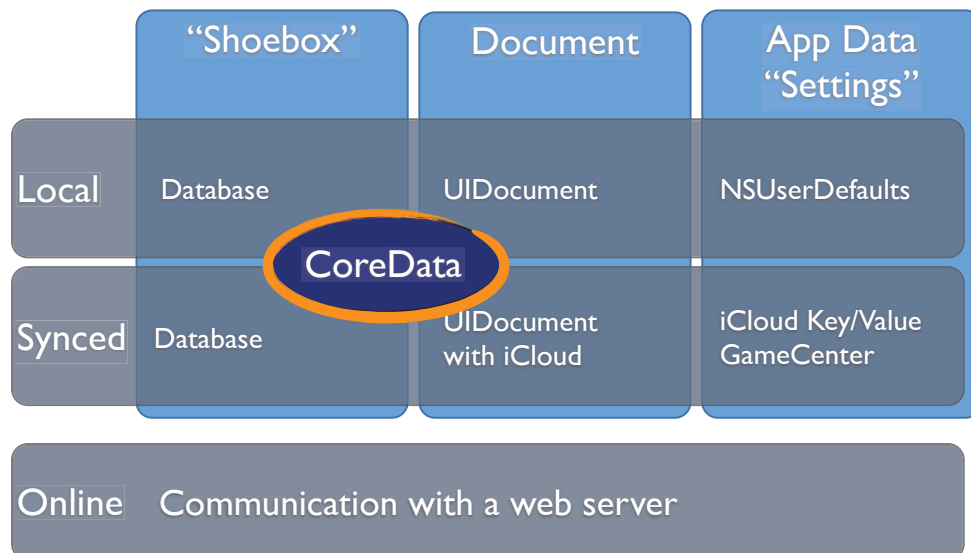 “Shoebox”
Document
App Data
“Settings”
Local
Database
UIDocument
NSUserDefaults
CoreData
Synced
Database
UIDocument
with iCloud
iCloud Key/Value
GameCenter
Online
Communication with a web server